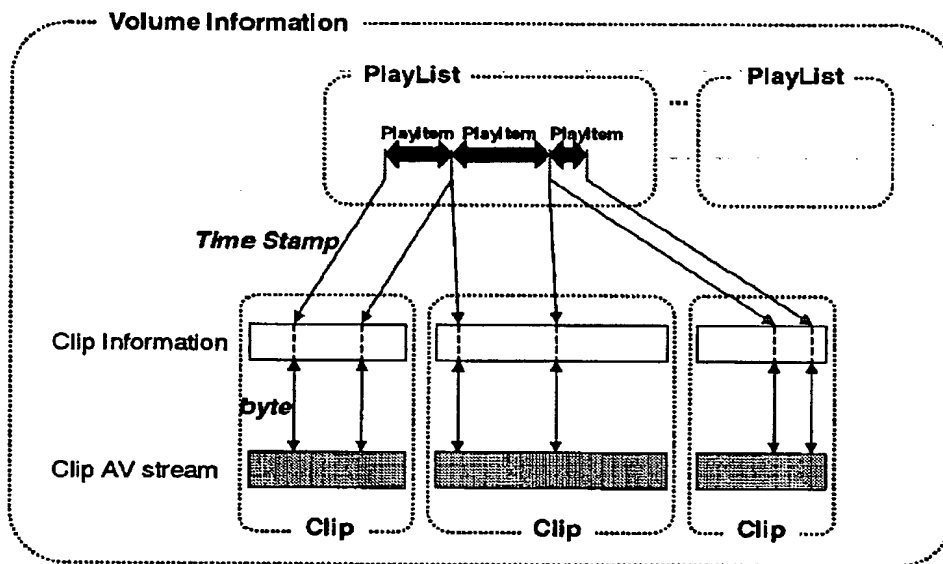 Volume Information
PlayList
...
PlayList
PlayItem PlayItem PlayItem
Time Stamp
Clip Information
byte
Clip AV stream
Clip
Clip
Clip